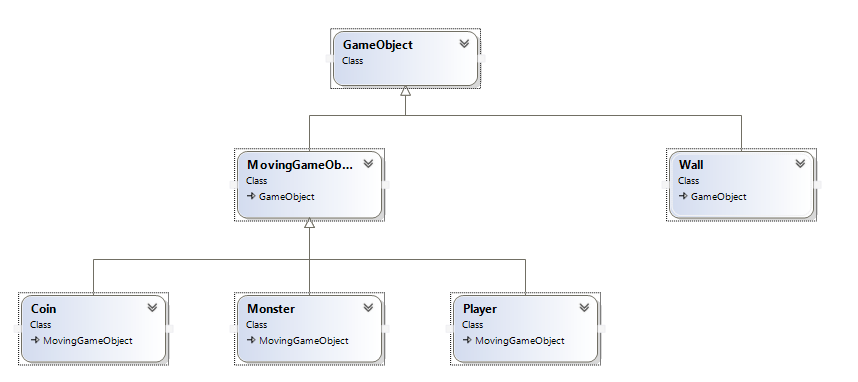 GameObject
Class
MovingGameOb...
Class
GameObject
Wall
Class
GameObject
Coin
Class
MovingGameObject
Monster
Class
MovingGameObject
Player
Class
MovingGameObject